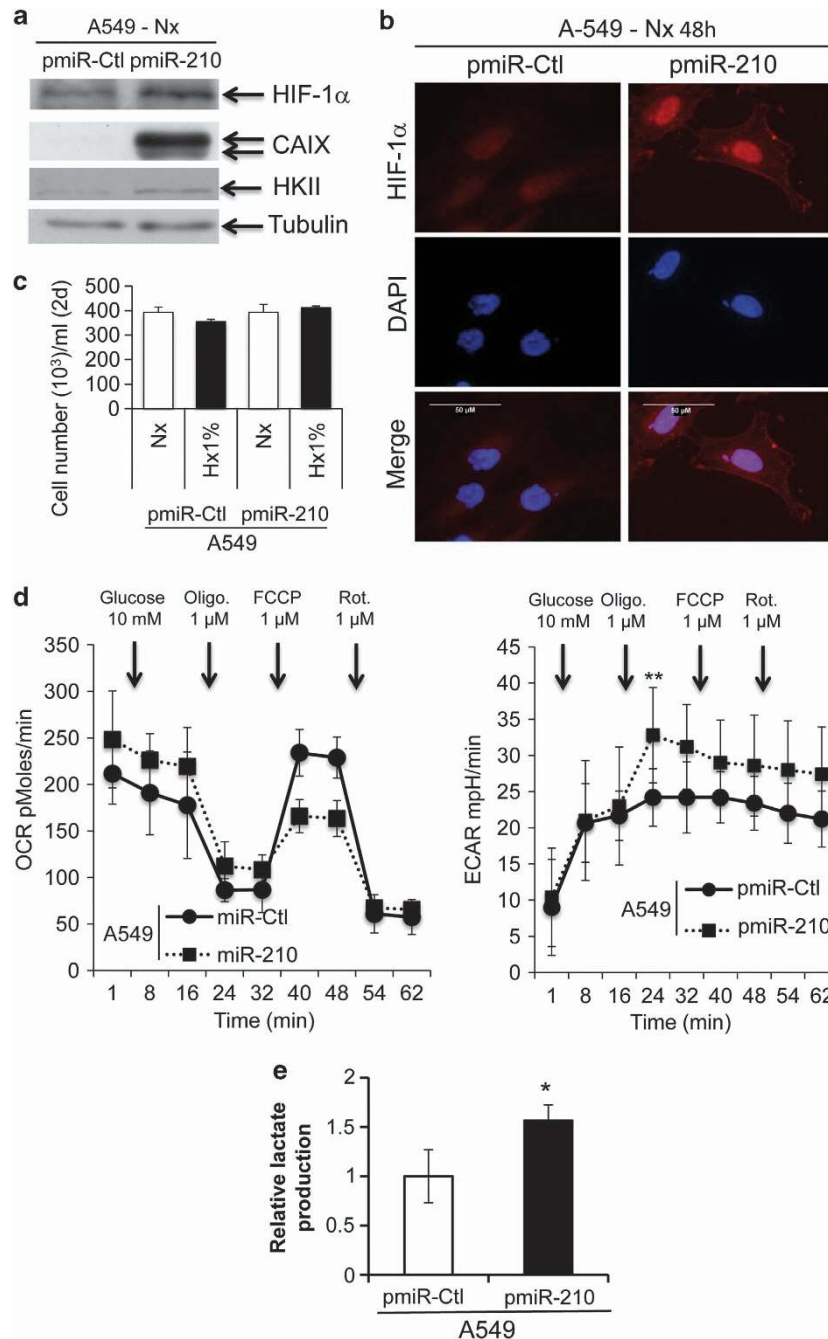 a
A549 - Nx
pmiR-Ctl pmiR-210
HIF-1α
CAIX
HKII
Tubulin
b
A-549 - Nx 48h
pmiR-Ctl
pmiR-210
HIF-1α
DAPI
Merge
50 µM
50 µM
c
Cell number (10³)/ml (2d)
500
400
300
200
100
0
Nx
Hx1%
Nx
Hx1%
pmiR-Ctl
pmiR-210
A549
d
Glucose
10 mM
Oligo.
1 µM
FCCP
1 µM
Rot.
1 µM
OCR pMoles/min
350
300
250
200
150
100
50
0
A549
miR-Ctl
miR-210
1 8 16 24 32 40 48 54 62
Time (min)
Glucose
10 mM
Oligo.
1 µM
FCCP
1 µM
Rot.
1 µM
**
ECAR mpH/min
45
40
35
30
25
20
15
10
5
0
A549
pmiR-Ctl
pmiR-210
1 8 16 24 32 40 48 54 62
Time (min)
e
Relative lactate
production
2
1.5
1
0.5
0
*
pmiR-Ctl
pmiR-210
A549